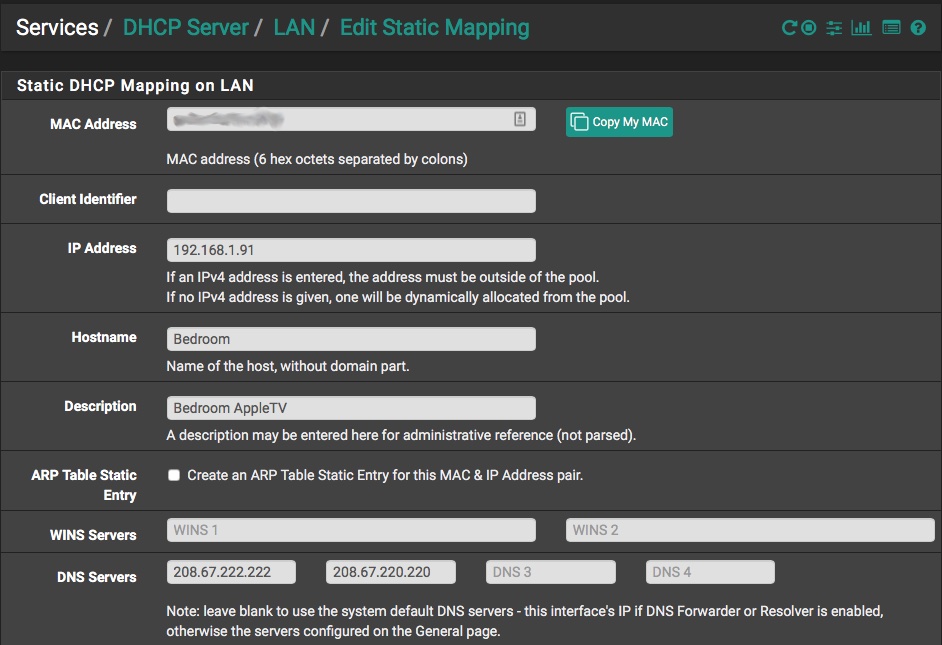 Services / DHCP Server / LAN / Edit Static Mapping
Static DHCP Mapping on LAN
MAC Address
Copy My MAC
MAC address (6 hex octets separated by colons)
Client Identifier
IP Address 192.168.1.91
If an IPv4 address is entered, the address must be outside of the pool.
If no IPv4 address is given, one will be dynamically allocated from the pool.
Hostname Bedroom
Name of the host, without domain part.
Description Bedroom AppleTV
A description may be entered here for administrative reference (not parsed).
ARP Table Static
Entry
Create an ARP Table Static Entry for this MAC & IP Address pair.
WINS Servers WINS 1 WINS 2
DNS Servers 208.67.222.222 208.67.220.220 DNS 3 DNS 4
Note: leave blank to use the system default DNS servers - this interface's IP if DNS Forwarder or Resolver is enabled,
otherwise the servers configured on the General page.